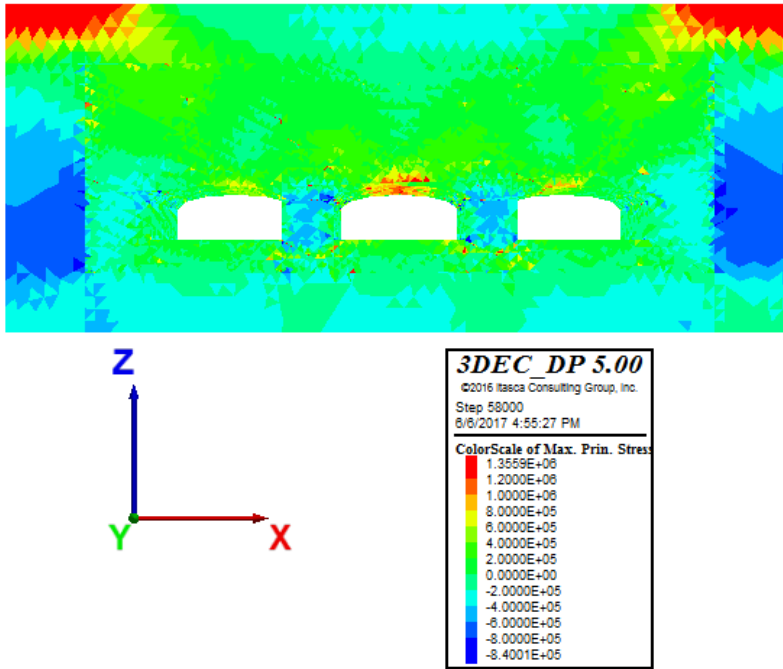 Z
Y
X
3DEC_DP 5.00
©2016 Itasca Consulting Group, Inc.
Step 58000
6/6/2017 4:55:27 PM
ColorScale of Max. Prin. Stress
1.3559E+06
1.2000E+06
1.0000E+06
8.0000E+05
6.0000E+05
4.0000E+05
2.0000E+05
0.0000E+00
-2.0000E+05
-4.0000E+05
-6.0000E+05
-8.0000E+05
-8.4001E+05